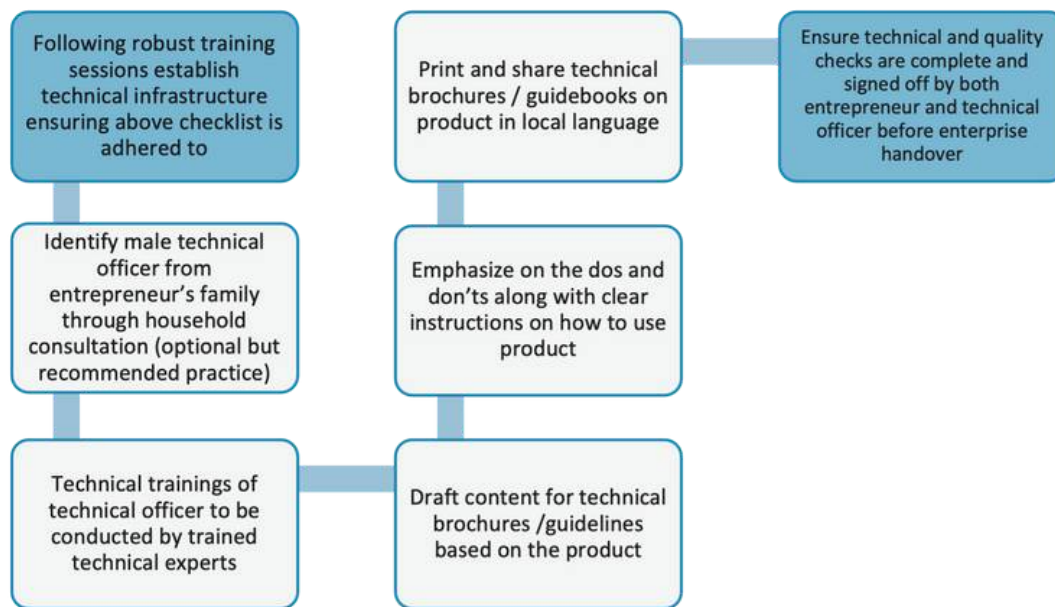 Following robust training
sessions establish
technical infrastructure
ensuring above checklist is
adhered to
Identify male technical
officer from
entrepreneur’s family
through household
consultation (optional but
recommended practice)
Technical trainings of
technical officer to be
conducted by trained
technical experts
Draft content for technical
brochures /guidelines
based on the product
Emphasize on the dos and
don’ts along with clear
instructions on how to use
product
Print and share technical
brochures / guidebooks on
product in local language
Ensure technical and quality
checks are complete and
signed off by both
entrepreneur and technical
officer before enterprise
handover